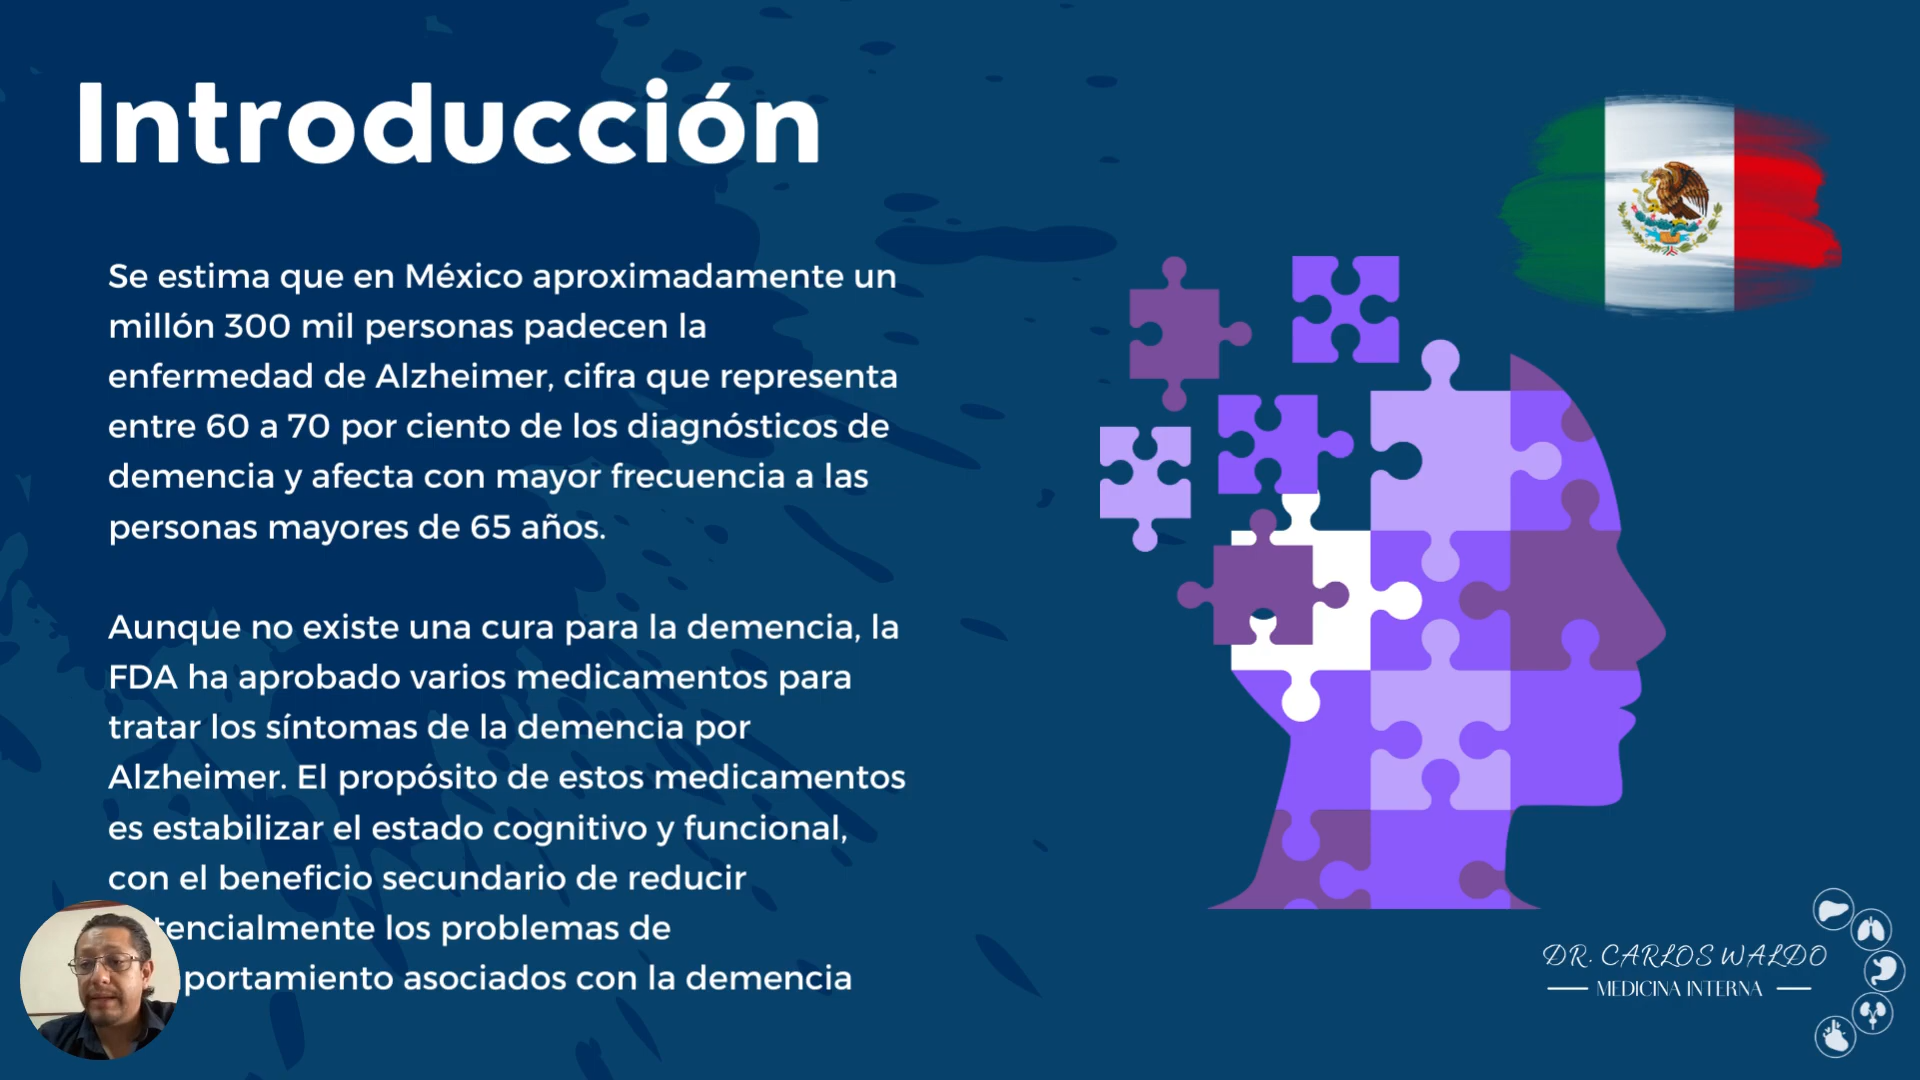 Introducción
Se estima que en México aproximadamente un
millón 300 mil personas padecen la
enfermedad de Alzheimer, cifra que representa
entre 60 a 70 por ciento de los diagnósticos de
demencia y afecta con mayor frecuencia a las
personas mayores de 65 años.
Aunque no existe una cura para la demencia, la
FDA ha aprobado varios medicamentos para
tratar los síntomas de la demencia por
Alzheimer. El propósito de estos medicamentos
es estabilizar el estado cognitivo y funcional,
con el beneficio secundario de reducir
tencialmente los problemas de
portamiento asociados con la demencia
DR. CARLOS WALDO
MEDICINA INTERNA